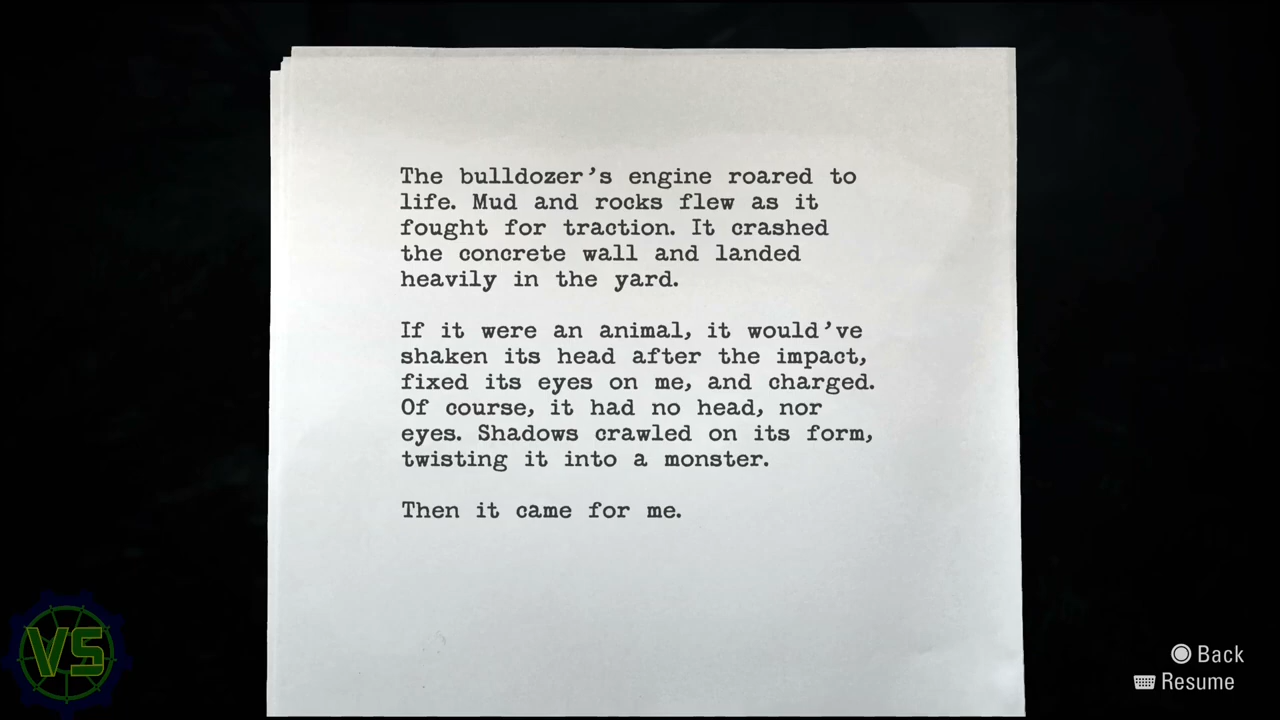 The bulldozer's engine roared to
life. Mud and rocks flew as it
fought for traction. It crashed
the concrete wall and landed
heavily in the yard.
If it were an animal, it would've
shaken its head after the impact,
fixed its eyes on me, and charged.
Of course, it had no head, nor
eyes. Shadows crawled on its form,
twisting it into a monster.
Then it came for me.
VS
Back
Resume